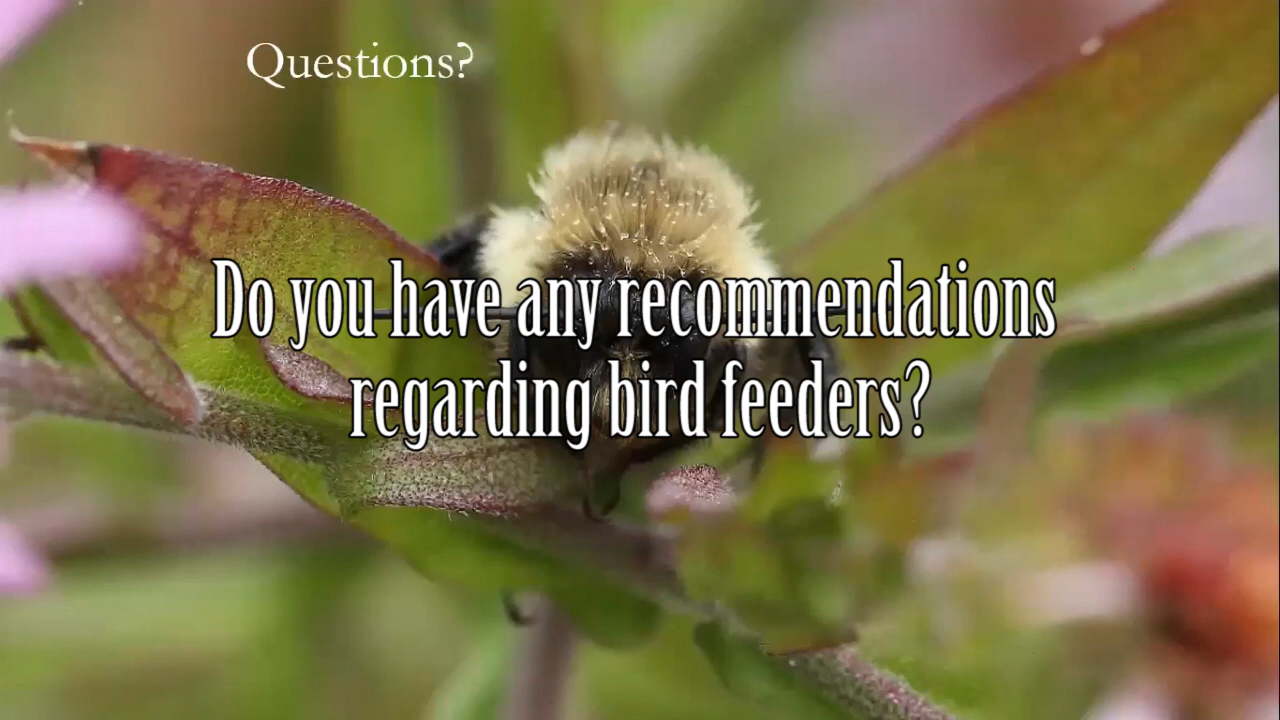 Questions?
Do you have any recommendations
regarding bird feeders?